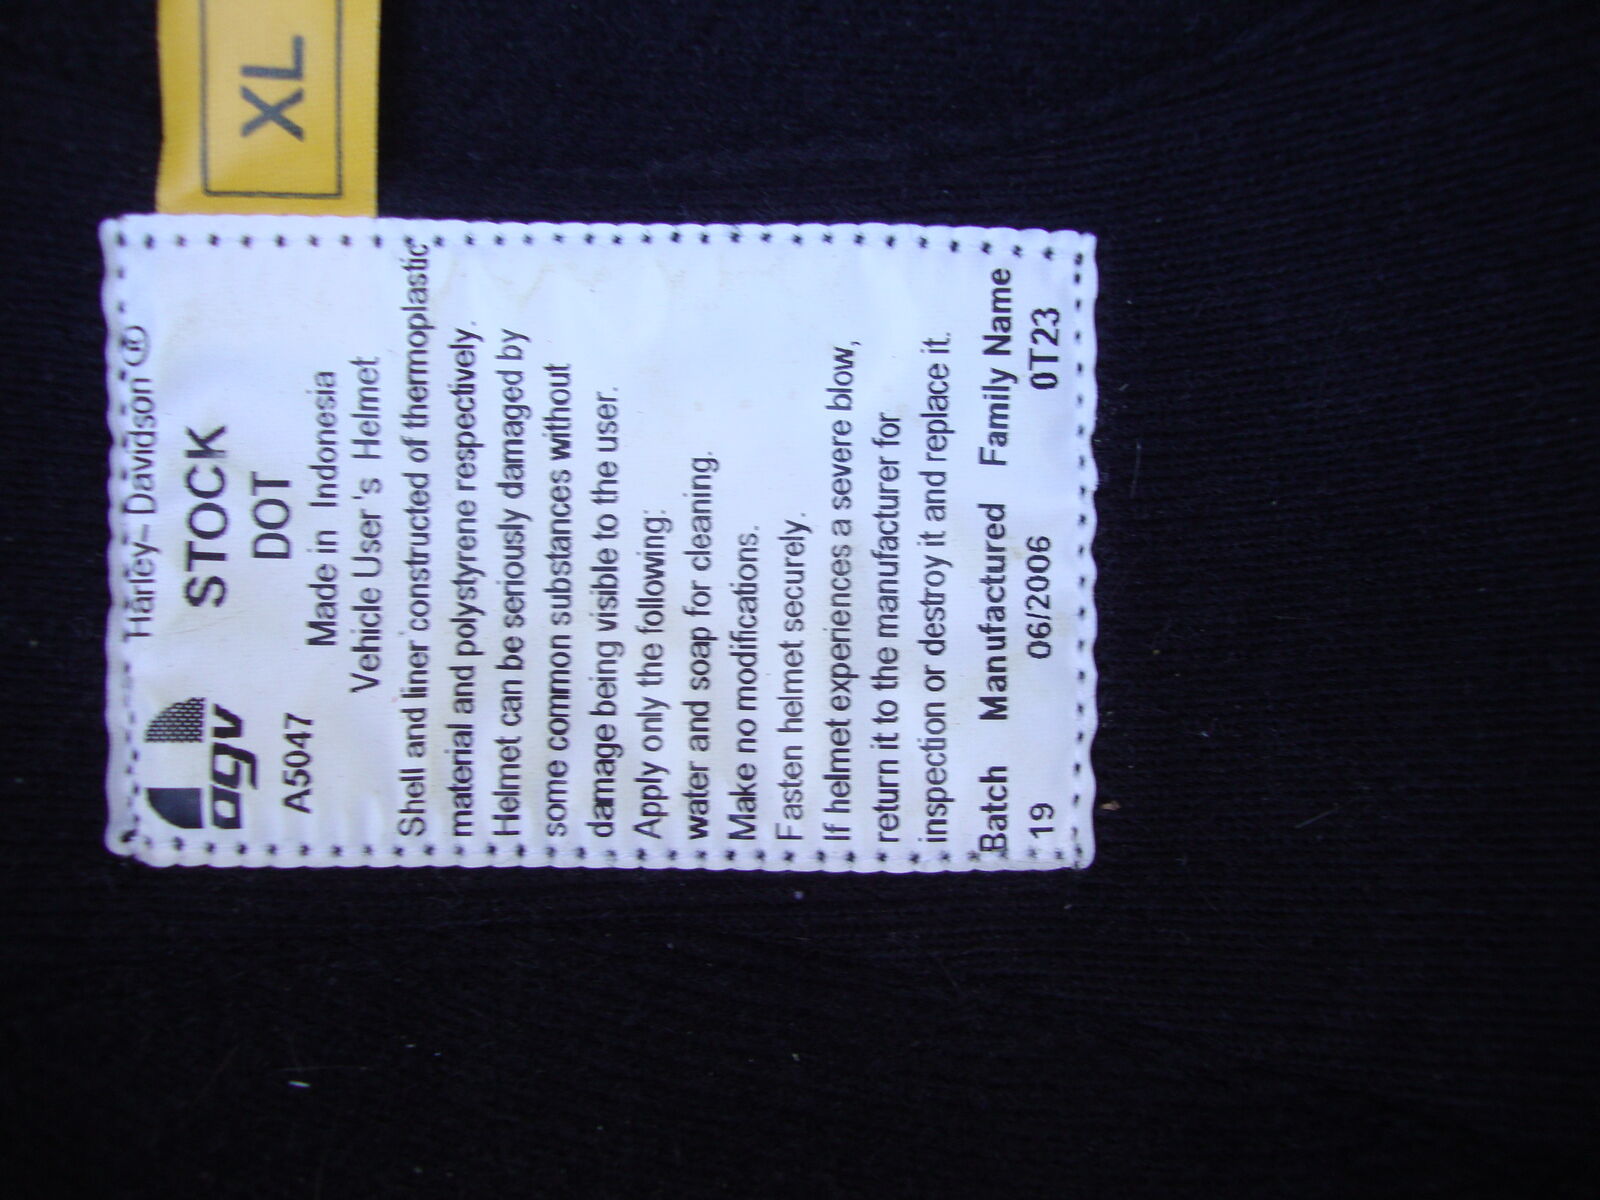 XL
Harley-Davidson®
agv STOCK
A5047 DOT
Made in Indonesia
Vehicle User's Helmet
Shell and liner constructed of thermoplastic
material and polystyrene respectively.
Helmet can be seriously damaged by
some common substances without
damage being visible to the user.
Apply only the following:
water and soap for cleaning.
Make no modifications.
Fasten helmet securely.
If helmet experiences a severe blow,
return it to the manufacturer for
inspection or destroy it and replace it.
Batch Manufactured Family Name
19 06/2006 0T23